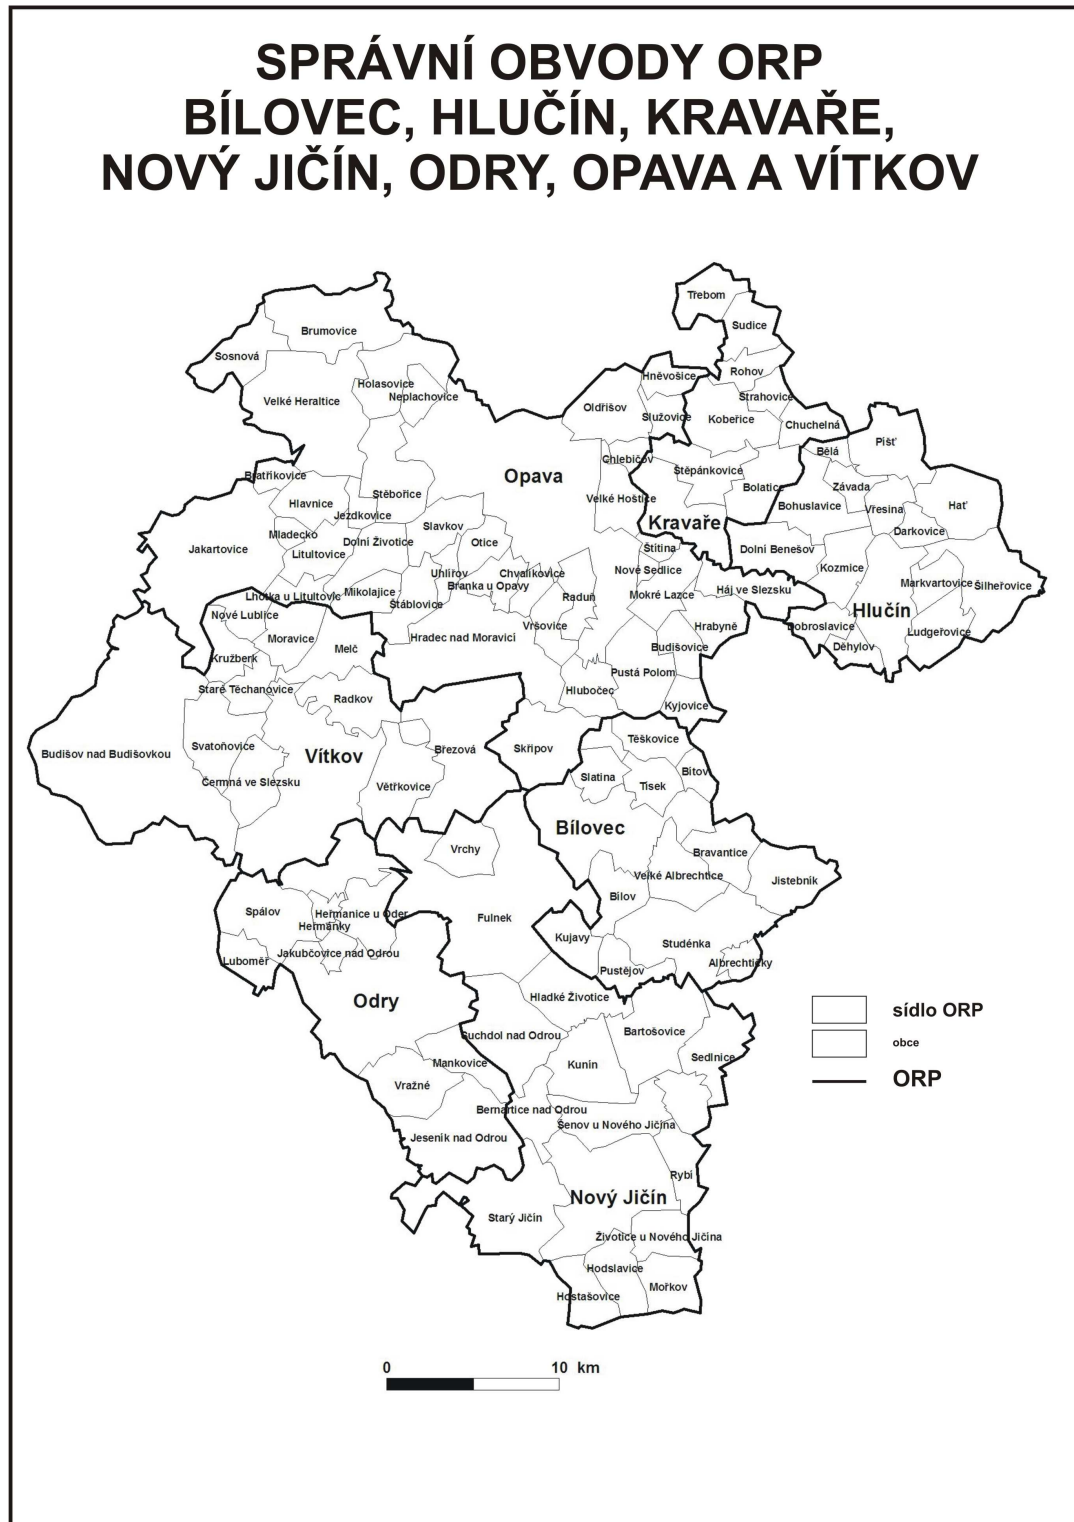 SPRÁVNÍ OBVODY ORP
BÍLOVEC, HLUČÍN, KRAVAŘE,
NOVÝ JIČÍN, ODRY, OPAVA A VÍTKOV
Třebom
Sudice
Brumovice
Sosnová
Rohov
Hněvošice
Holasovice
Neplachovice
Strahovice
Velké Heraltice
Oldřišov
Služovice
Kobeřice
Chuchelná
Píšť
Bělá
Chlebičov
Štěpánkovice
Bratříkovice
Opava
Závada
Bolatice
Stěbořice
Velké Hoštice
Hlavnice
Bohuslavice
Hať
Vřesina
Jezdkovice
Kravaře
Slavkov
Darkovice
Mladecko
Dolní Životice
Otice
Jakartovice
Štítina
Dolní Benešov
Litultovice
Kozmice
Nové Sedlice
Uhlířov
Chvalíkovice
Markvartovice
Šilheřovice
Branka u Opavy
Háj ve Slezsku
Mikolajice
Lhotka u Litultovic
Mokré Lazce
Raduň
Stáblovice
Hlučín
Nové Lublice
Vršovice
Hrabyně
Dobroslavice
Ludgeřovice
Moravice
Hradec nad Moravicí
Melč
Budišovice
Děhylov
Kružberk
Pustá Polom
Staré Těchanovice
Hlubočec
Radkov
Kyjovice
Těškovice
Svatoňovice
Březová
Skřipov
Budišov nad Budišovkou
Vítkov
Bítov
Slatina
Čermná ve Slezsku
Větřkovice
Tísek
Bílovec
Vrchy
Bravantice
Velké Albrechtice
Jistebník
Bílov
Spálov
Heřmanice u Oder
Fulnek
Heřmánky
Kujavy
Studénka
Jakubčovice nad Odrou
Luboměř
Albrechtičky
Pustějov
Hladké Životice
Odry
sídlo ORP
Bartošovice
Suchdol nad Odrou
obce
Sedlnice
Mankovice
Kunín
ORP
Vražné
Bernartice nad Odrou
Šenov u Nového Jičína
Jeseník nad Odrou
Rybí
Nový Jičín
Starý Jičín
Životice u Nového Jičína
Hodslavice
Mořkov
Hostašovice
0 10 km